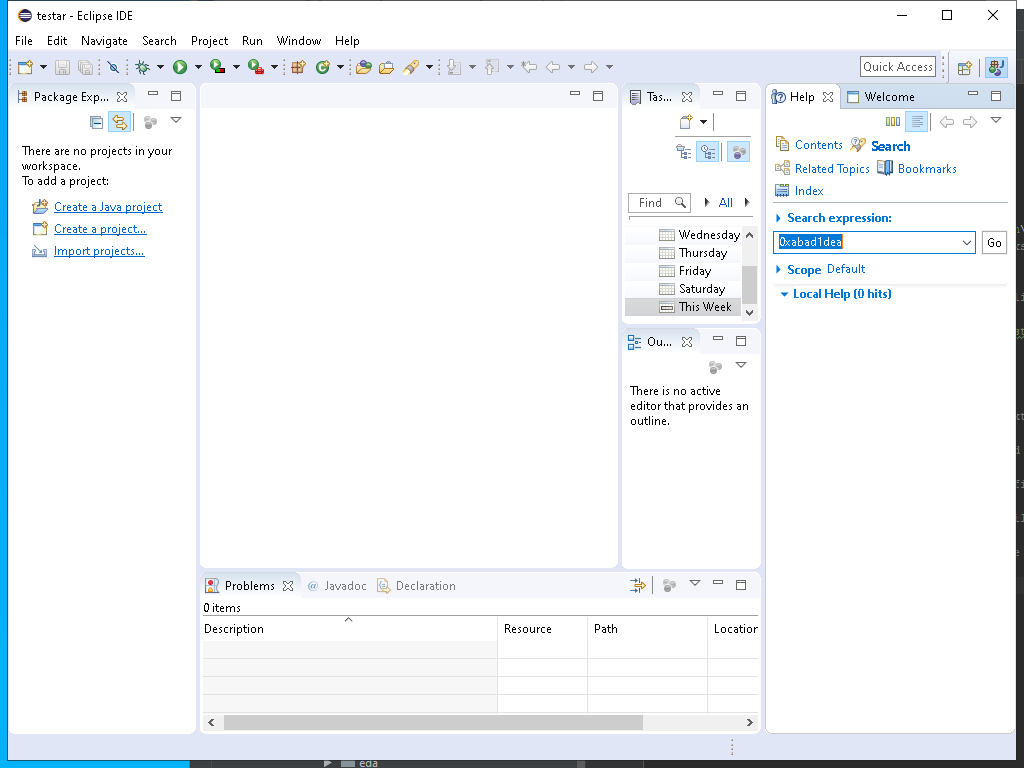 testar - Eclipse IDE
File Edit Navigate Search Project Run Window Help
Quick Access
Package Exp...
There are no projects in your
workspace.
To add a project:
Create a Java project
Create a project...
Import projects...
Tas...
Find
All
Wednesday
Thursday
Friday
Saturday
This Week
Ou...
There is no active
editor that provides an
outline.
Help
Welcome
Contents
Search
Related Topics
Bookmarks
Index
Search expression:
0xabad1dea
Go
Scope Default
Local Help (0 hits)
Problems
@ Javadoc
Declaration
0 items
Description Resource Path Location
eda